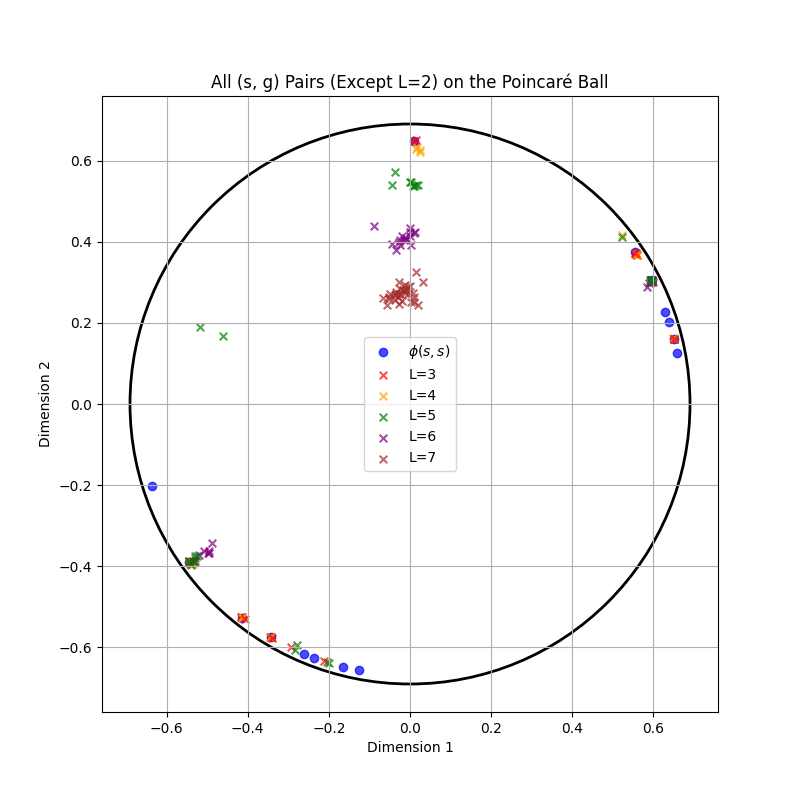 All (s, g) Pairs (Except L=2) on the Poincaré Ball
Dimension 2
0.6
0.4
0.2
0.0
−0.2
−0.4
−0.6
ϕ(s, s)
L=3
L=4
L=5
L=6
L=7
−0.6 −0.4 −0.2 0.0 0.2 0.4 0.6
Dimension 1